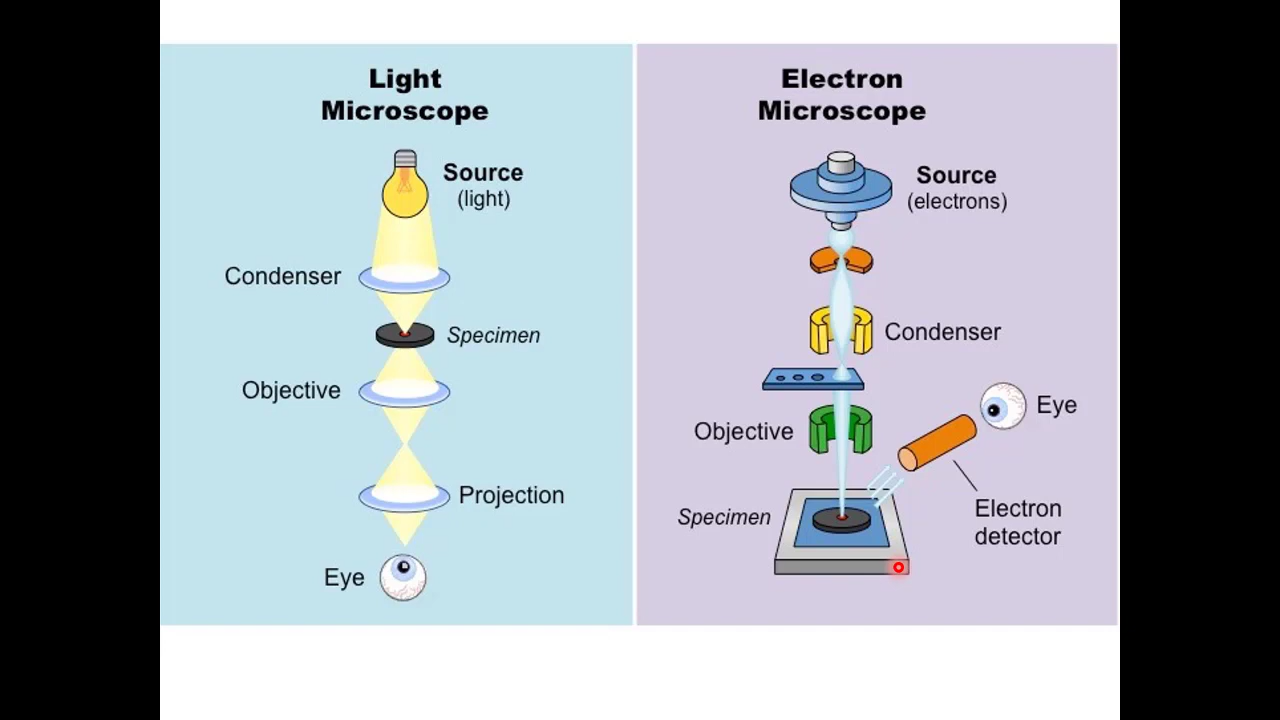 Light
Microscope
Source
(light)
Condenser
Specimen
Objective
Projection
Eye
Electron
Microscope
Source
(electrons)
Condenser
Eye
Objective
Electron
detector
Specimen